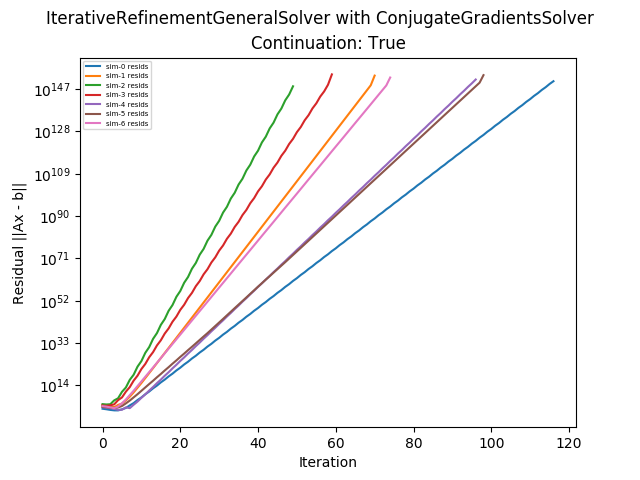 IterativeRefinementGeneralSolver with ConjugateGradientsSolver
Continuation: True
sim-0 resids
sim-1 resids
sim-2 resids
sim-3 resids
sim-4 resids
sim-5 resids
sim-6 resids
Residual ||Ax - b||
10^147
10^128
10^109
10^90
10^71
10^52
10^33
10^14
0 20 40 60 80 100 120
Iteration